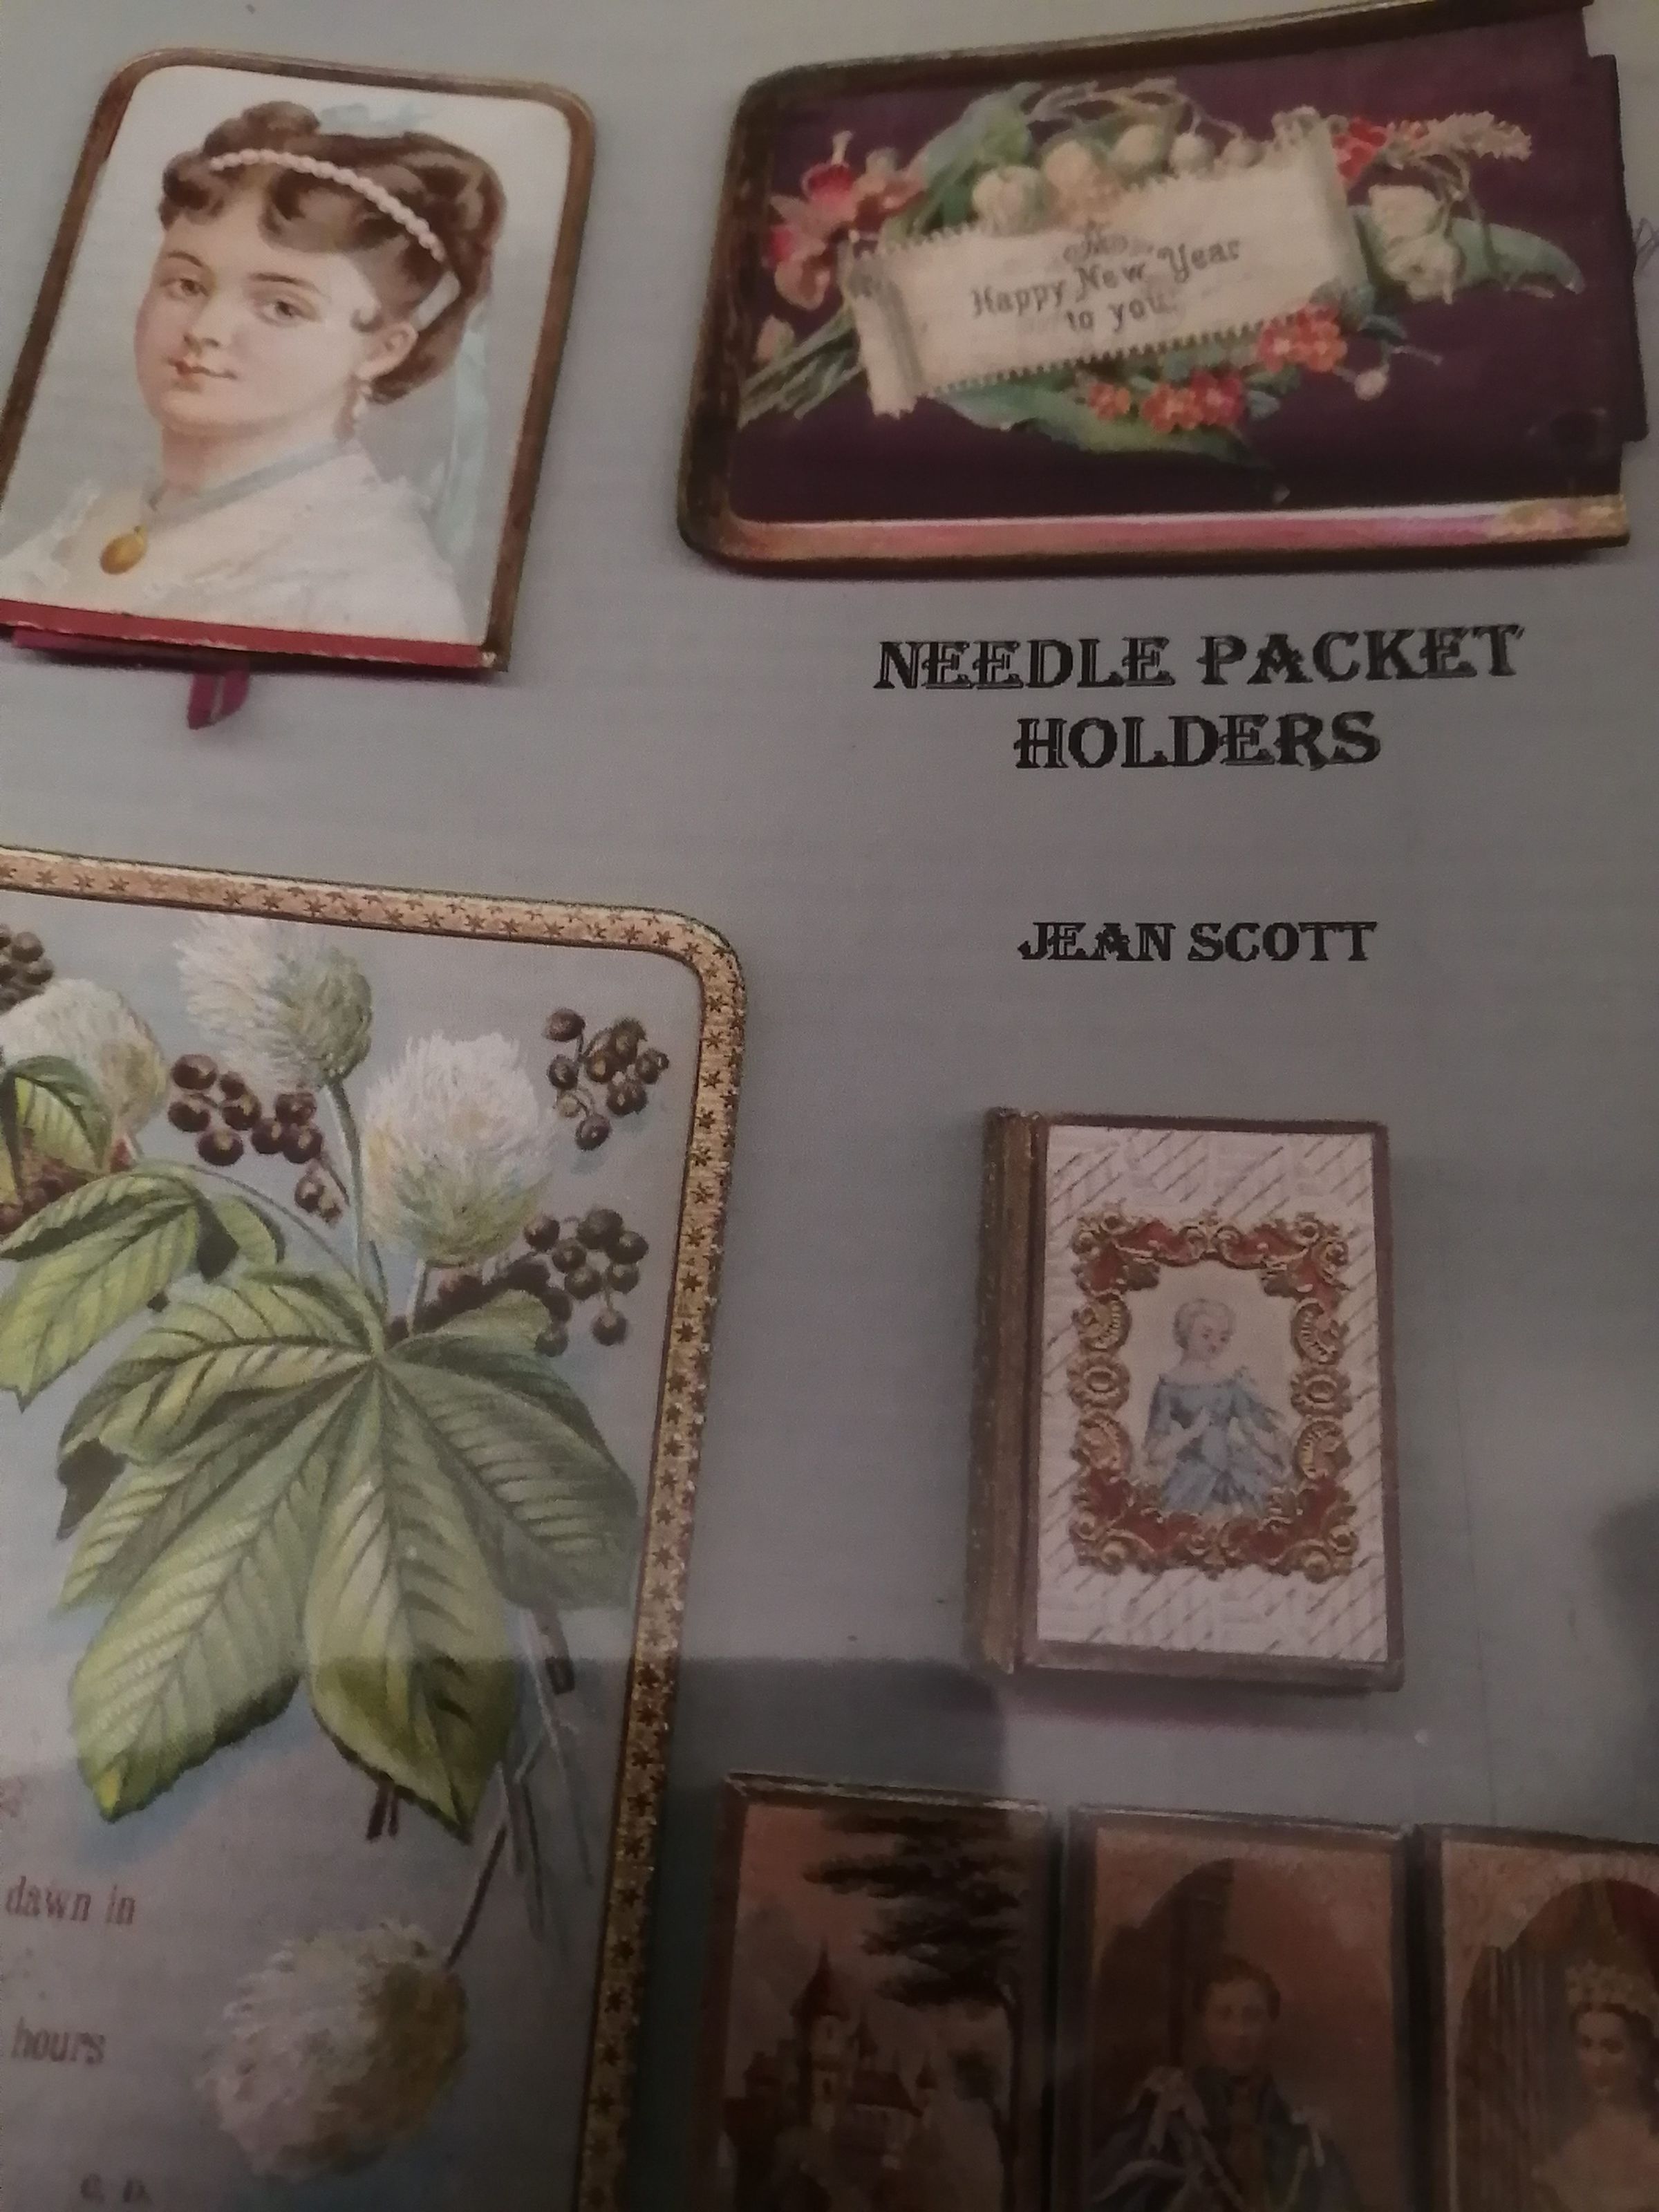 A
Happy New Year
to you.
NEEDLE PACKET
HOLDERS
JEAN SCOTT
dawn in
hours